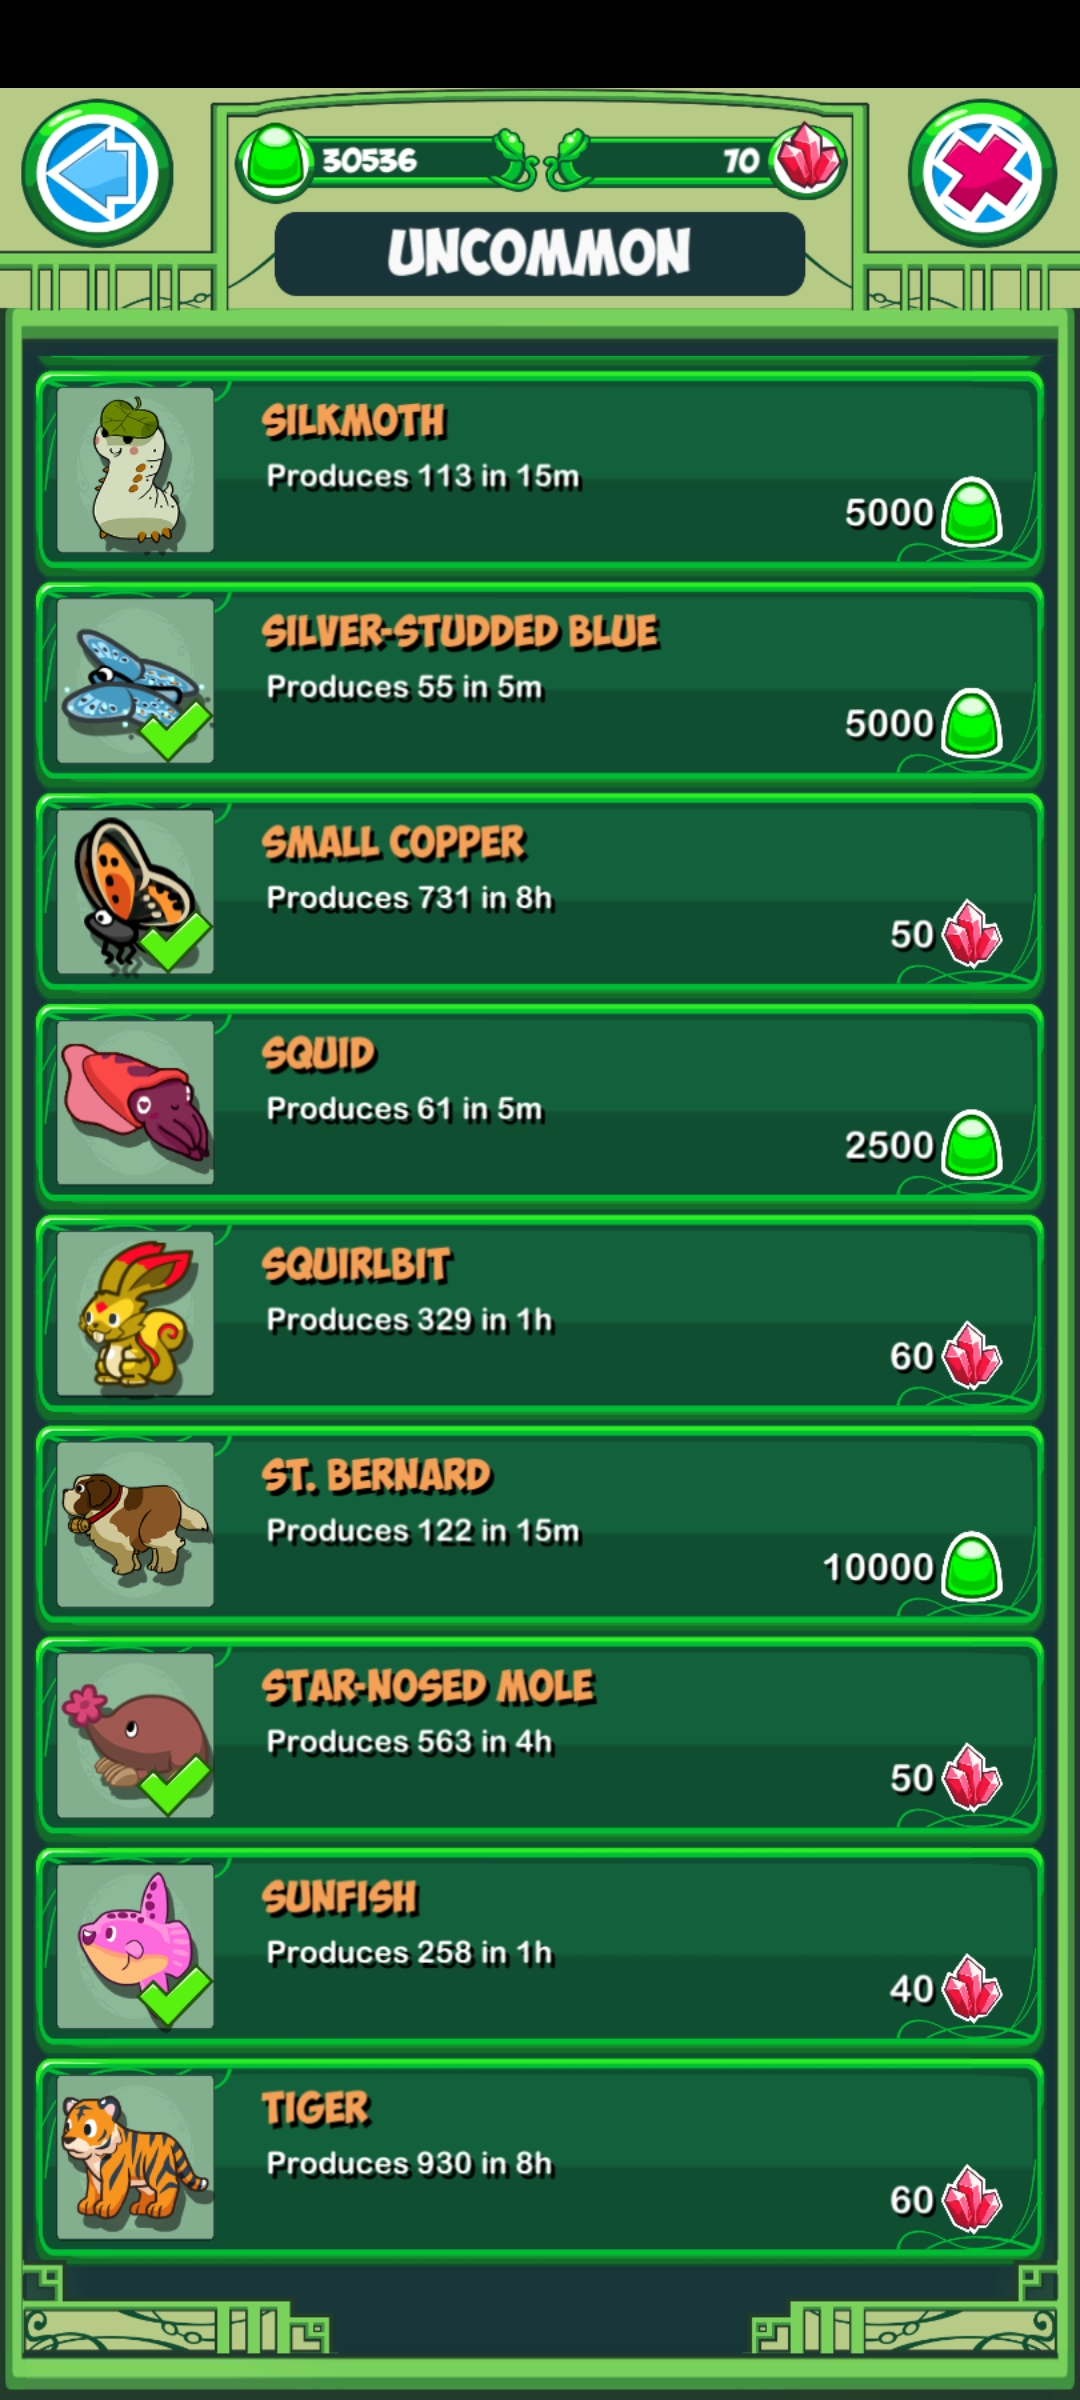 30536
70
UNCOMMON
SILKMOTH
Produces 113 in 15m
5000
SILVER-STUDDED BLUE
Produces 55 in 5m
5000
SMALL COPPER
Produces 731 in 8h
50
SQUID
Produces 61 in 5m
2500
SQUIRLBIT
Produces 329 in 1h
60
ST. BERNARD
Produces 122 in 15m
10000
STAR-NOSED MOLE
Produces 563 in 4h
50
SUNFISH
Produces 258 in 1h
40
TIGER
Produces 930 in 8h
60